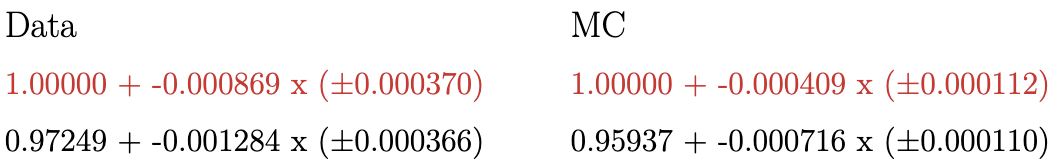 Data
1.00000 + -0.000869 x (±0.000370)
0.97249 + -0.001284 x (±0.000366)
MC
1.00000 + -0.000409 x (±0.000112)
0.95937 + -0.000716 x (±0.000110)